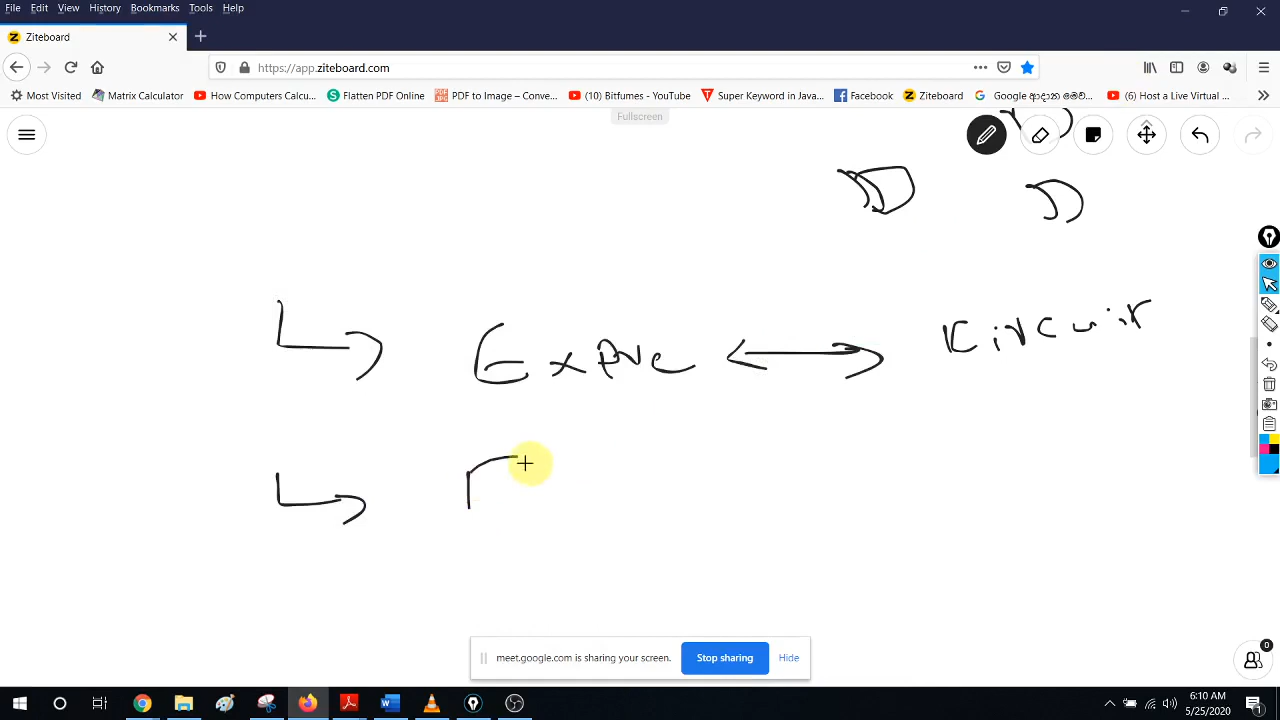 File Edit View History Bookmarks Tools Help
Ziteboard
https://app.ziteboard.com
Most Visited Matrix Calculator How Computers Calc... Flatten PDF Online PDF to Image – Conve... (10) Bitfumes - YouTube Super Keyword in Java... Facebook Ziteboard (6) Host a Live Virtual ...
Fullscreen
Expre Circuit
meet.google.com is sharing your screen. Stop sharing Hide
0
6:10 AM
5/25/2020
1